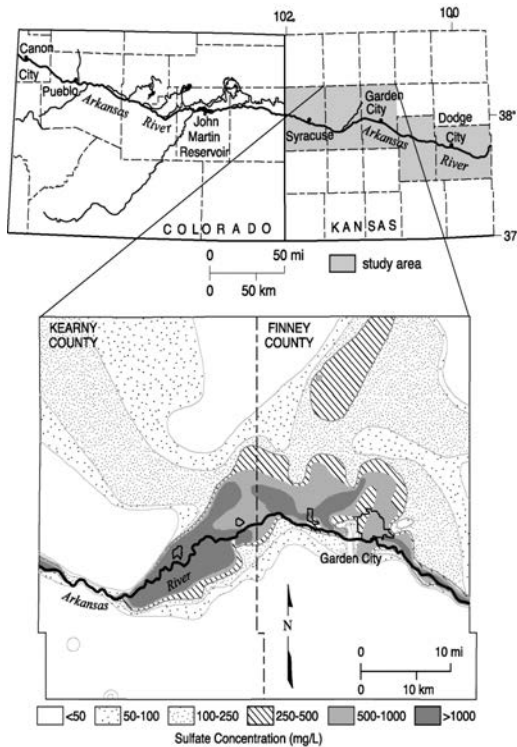 102
100
Canon
City
Pueblo
Arkansas
River
John
Martin
Reservoir
Syracuse
Garden
City
Arkansas
Dodge
City
River
38°
COLORADO
KANSAS
37
0 50 mi
0 50 km
study area
KEARNY
COUNTY
FINNEY
COUNTY
Garden City
River
Arkansas
N
0 10 mi
0 10 km
<50 50-100 100-250 250-500 500-1000 >1000
Sulfate Concentration (mg/L)